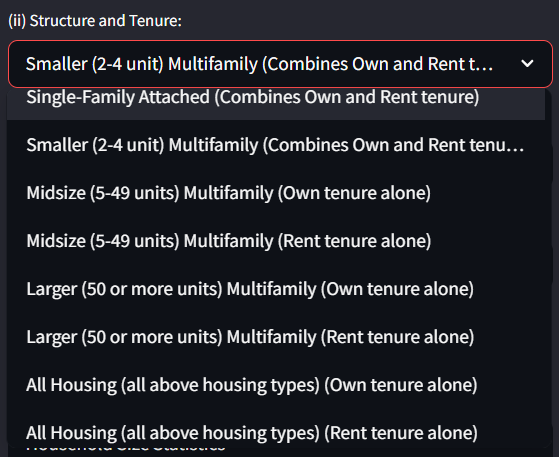 (ii) Structure and Tenure:
Smaller (2-4 unit) Multifamily (Combines Own and Rent t...
Single-Family Attached (Combines Own and Rent tenure)
Smaller (2-4 unit) Multifamily (Combines Own and Rent tenu...
Midsize (5-49 units) Multifamily (Own tenure alone)
Midsize (5-49 units) Multifamily (Rent tenure alone)
Larger (50 or more units) Multifamily (Own tenure alone)
Larger (50 or more units) Multifamily (Rent tenure alone)
All Housing (all above housing types) (Own tenure alone)
All Housing (all above housing types) (Rent tenure alone)
Household Size Statistics